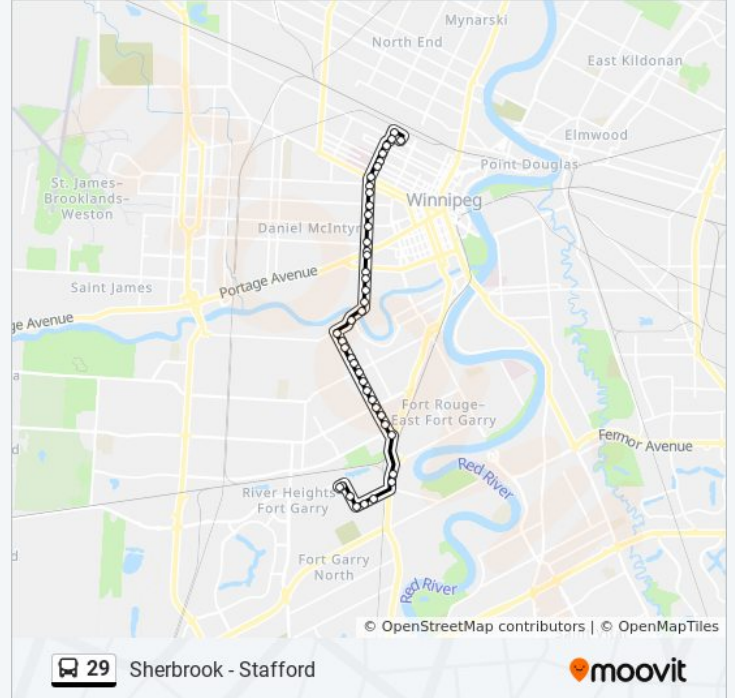 Mynarski
North End
East Kildonan
Elmwood
Point Douglas
St. James–
Brooklands–
Weston
Winnipeg
Daniel McInty
Portage Avenue
Saint James
ge Avenue
a
Fort Rouge–
East Fort Garry
Fermor Avenue
d
Red River
River Heights
Fort Garry
d
Fort Garry
North
Red River
© OpenStreetMap contributors | © OpenMapTiles
29 Sherbrook - Stafford
moovit